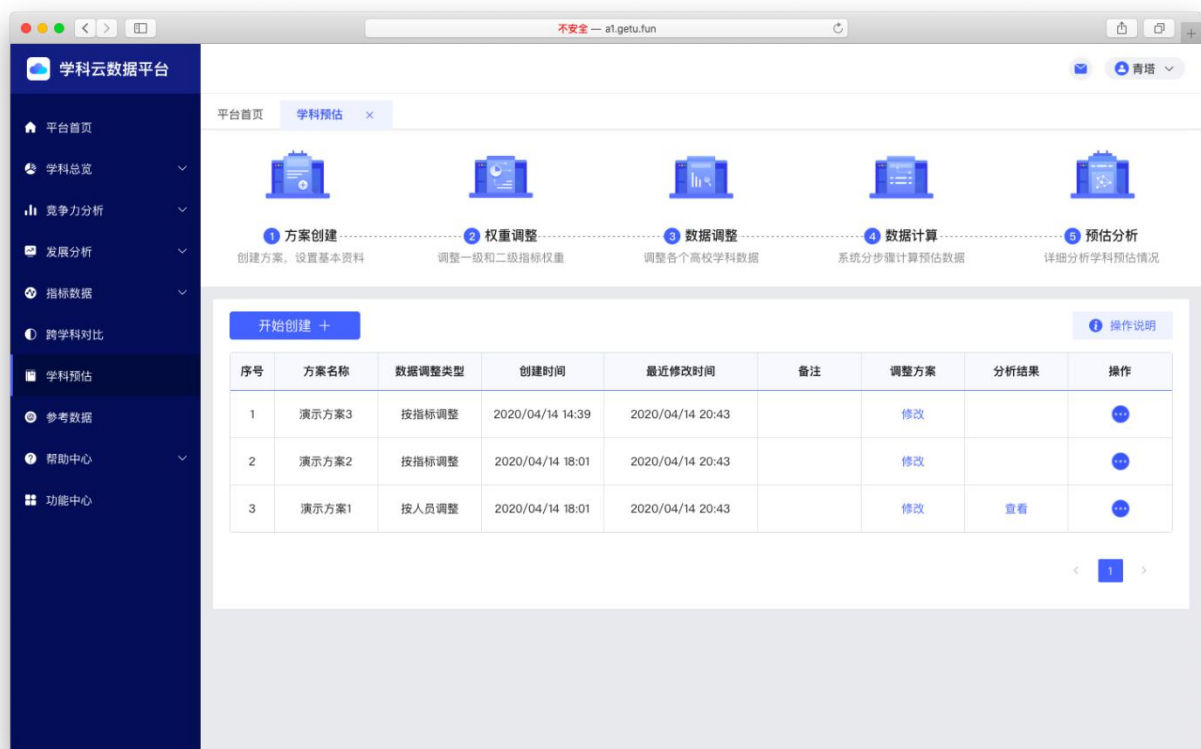 不安全 — a1.getu.fun
学科云数据平台
青塔
平台首页
学科总览
竞争力分析
发展分析
指标数据
跨学科对比
学科预估
参考数据
帮助中心
功能中心
平台首页 学科预估 ×
1 方案创建 2 权重调整 3 数据调整 4 数据计算 5 预估分析
创建方案，设置基本资料 调整一级和二级指标权重 调整各个高校学科数据 系统分步骤计算预估数据 详细分析学科预估情况
开始创建 + 操作说明
序号 方案名称 数据调整类型 创建时间 最近修改时间 备注 调整方案 分析结果 操作
1 演示方案3 按指标调整 2020/04/14 14:39 2020/04/14 20:43 修改
2 演示方案2 按指标调整 2020/04/14 18:01 2020/04/14 20:43 修改
3 演示方案1 按人员调整 2020/04/14 18:01 2020/04/14 20:43 修改 查看
< 1 >